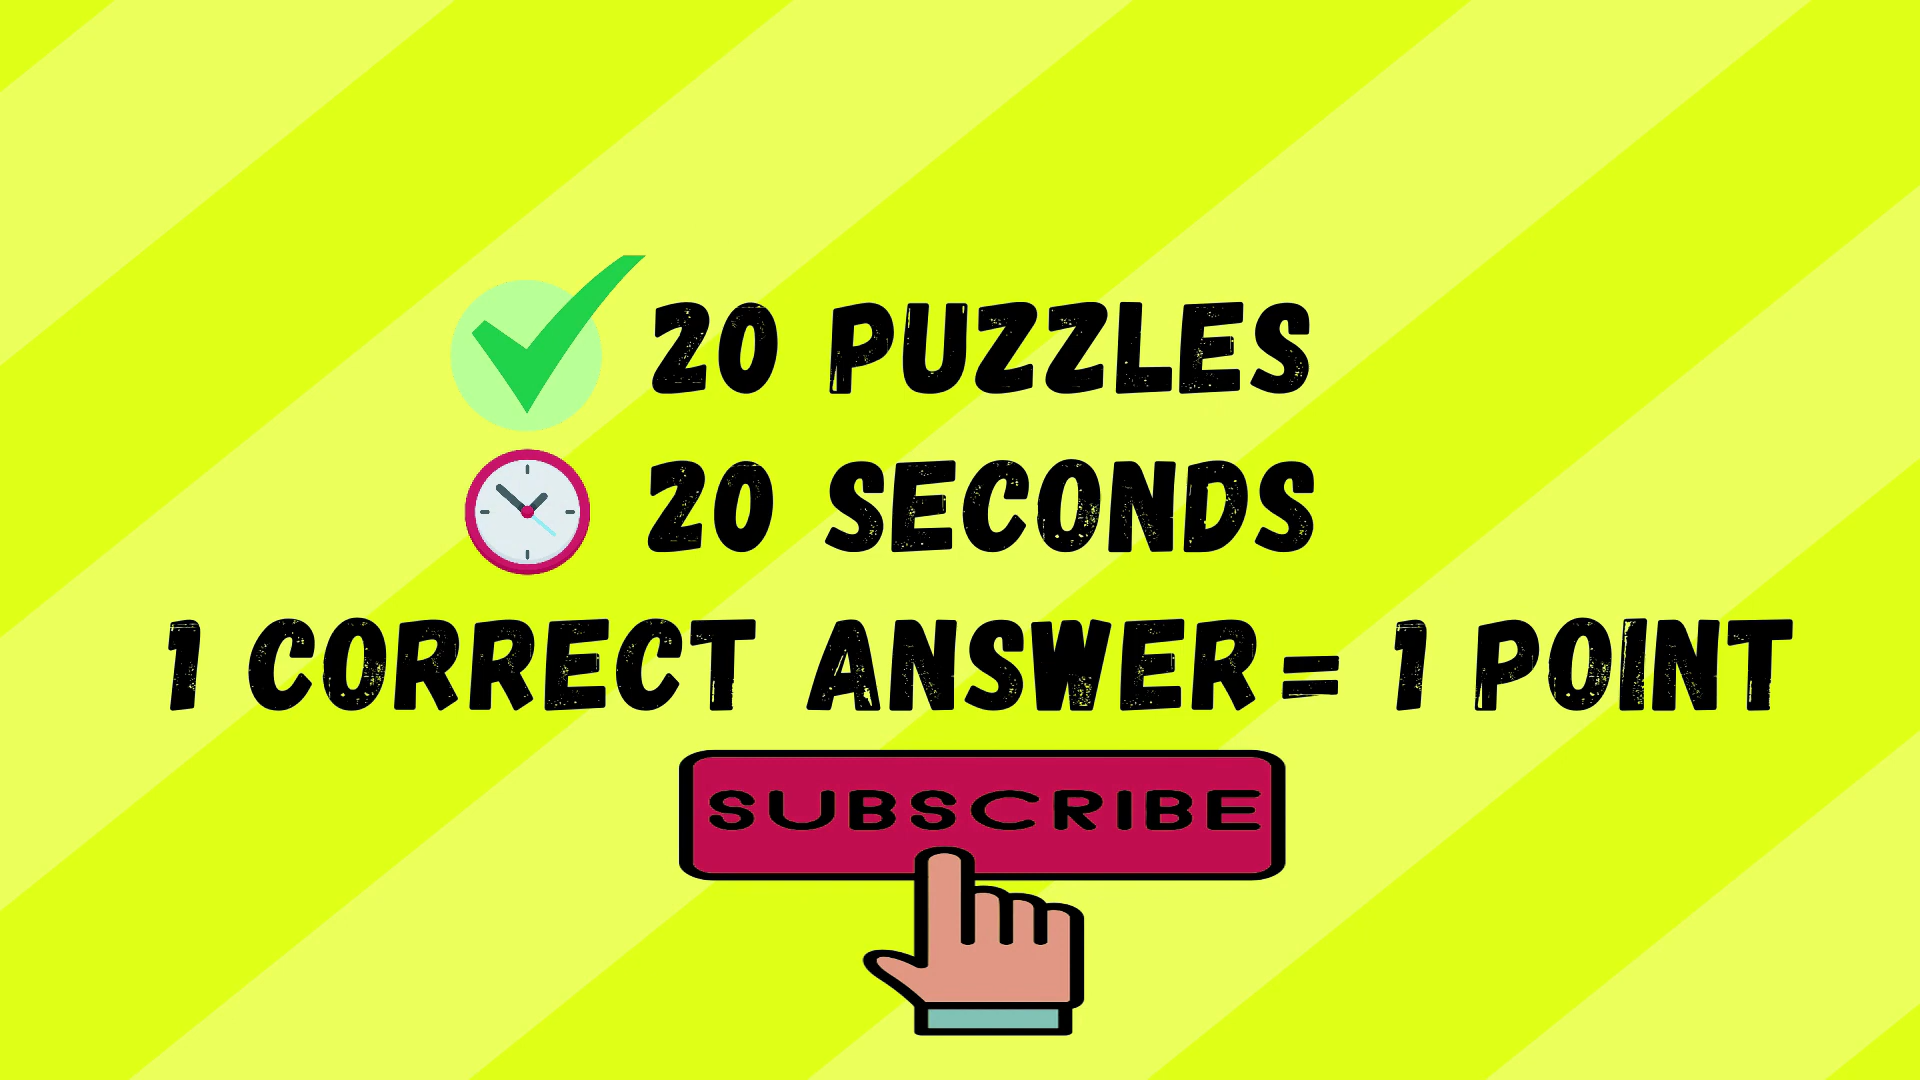 20 PUZZLES
20 SECONDS
1 CORRECT ANSWER = 1 POINT
SUBSCRIBE